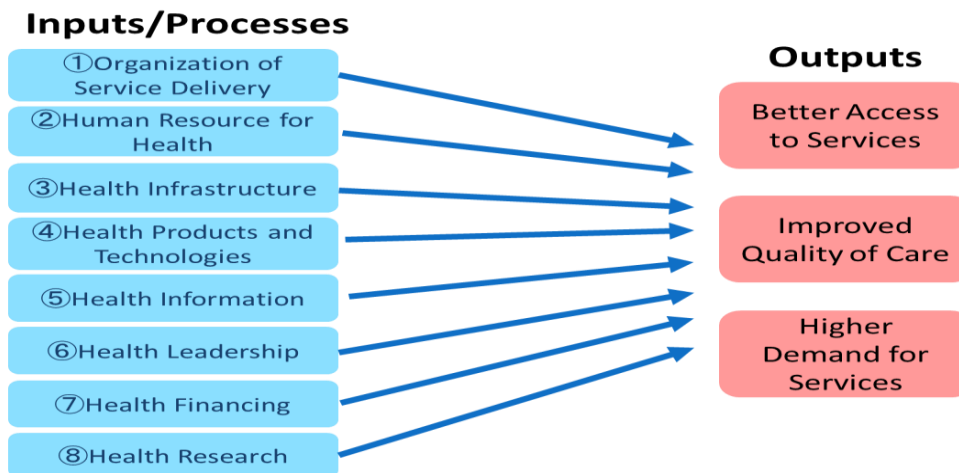 Inputs/Processes
①Organization of
Service Delivery
②Human Resource for
Health
③Health Infrastructure
④Health Products and
Technologies
⑤Health Information
⑥Health Leadership
⑦Health Financing
⑧Health Research
Outputs
Better Access
to Services
Improved
Quality of Care
Higher
Demand for
Services